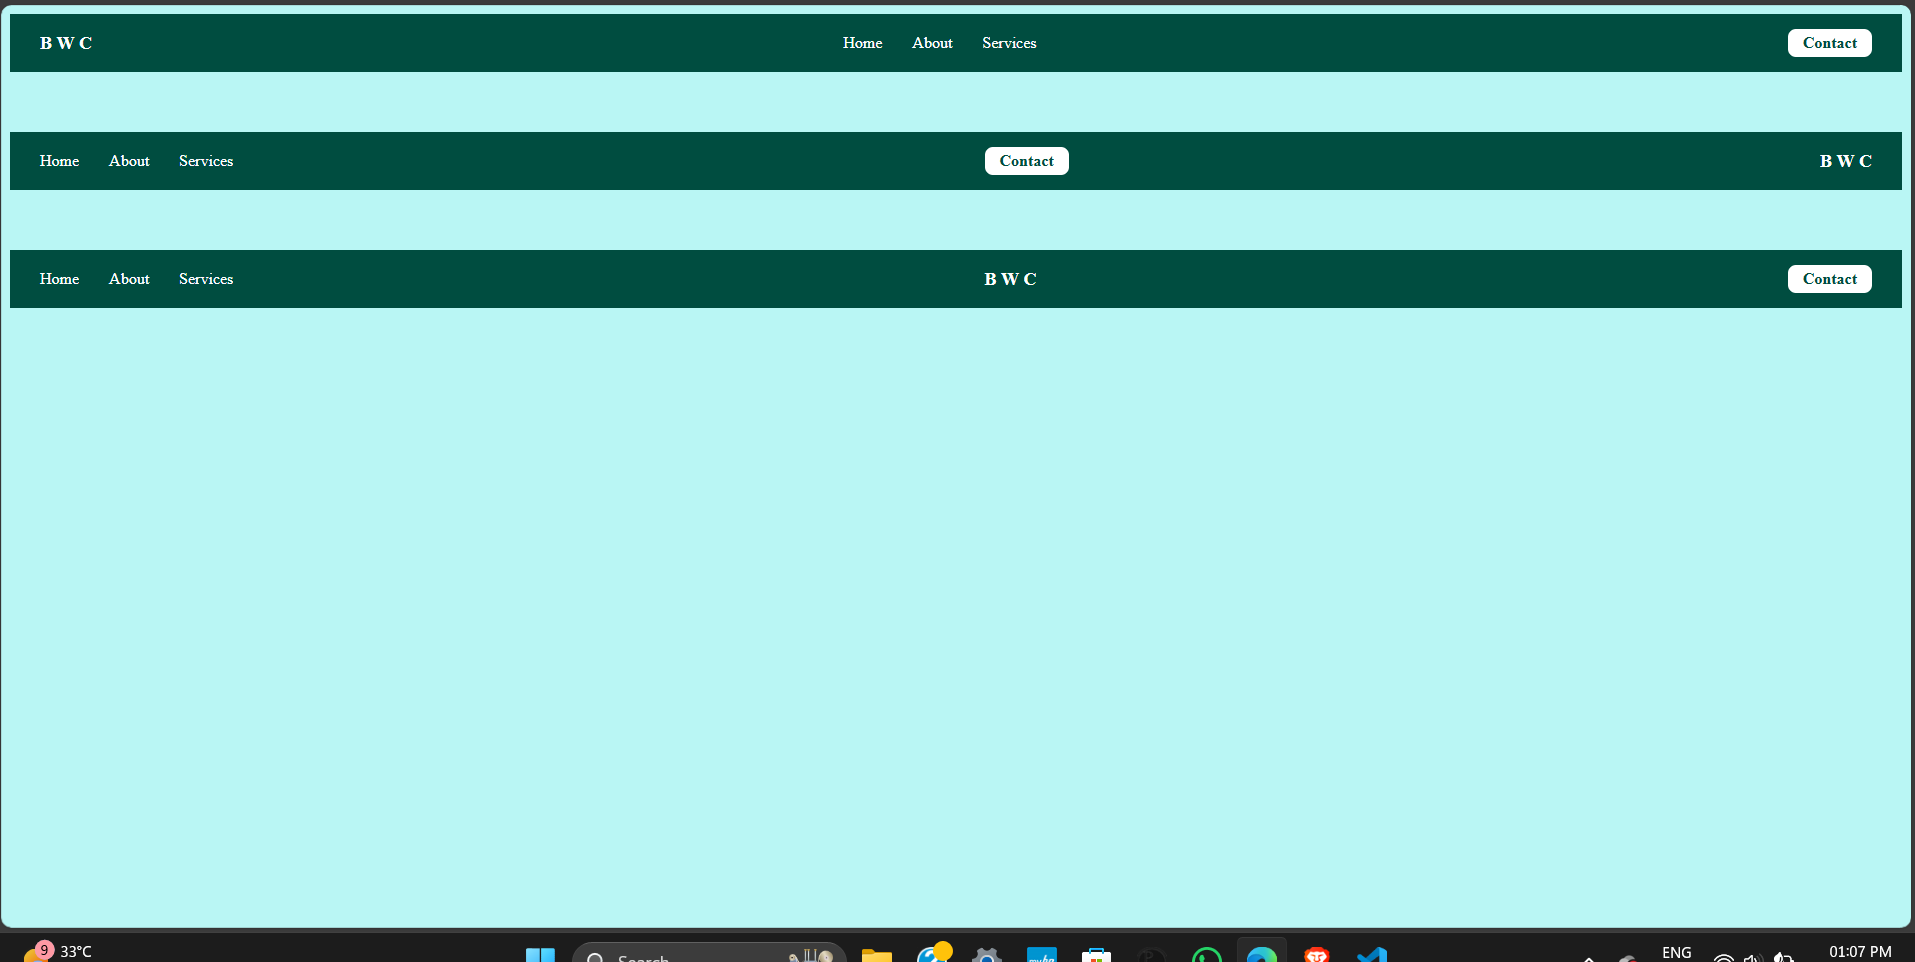 B W C Home About Services Contact
Home About Services Contact B W C
Home About Services B W C Contact
9 33°C Search myhp ENG 01:07 PM